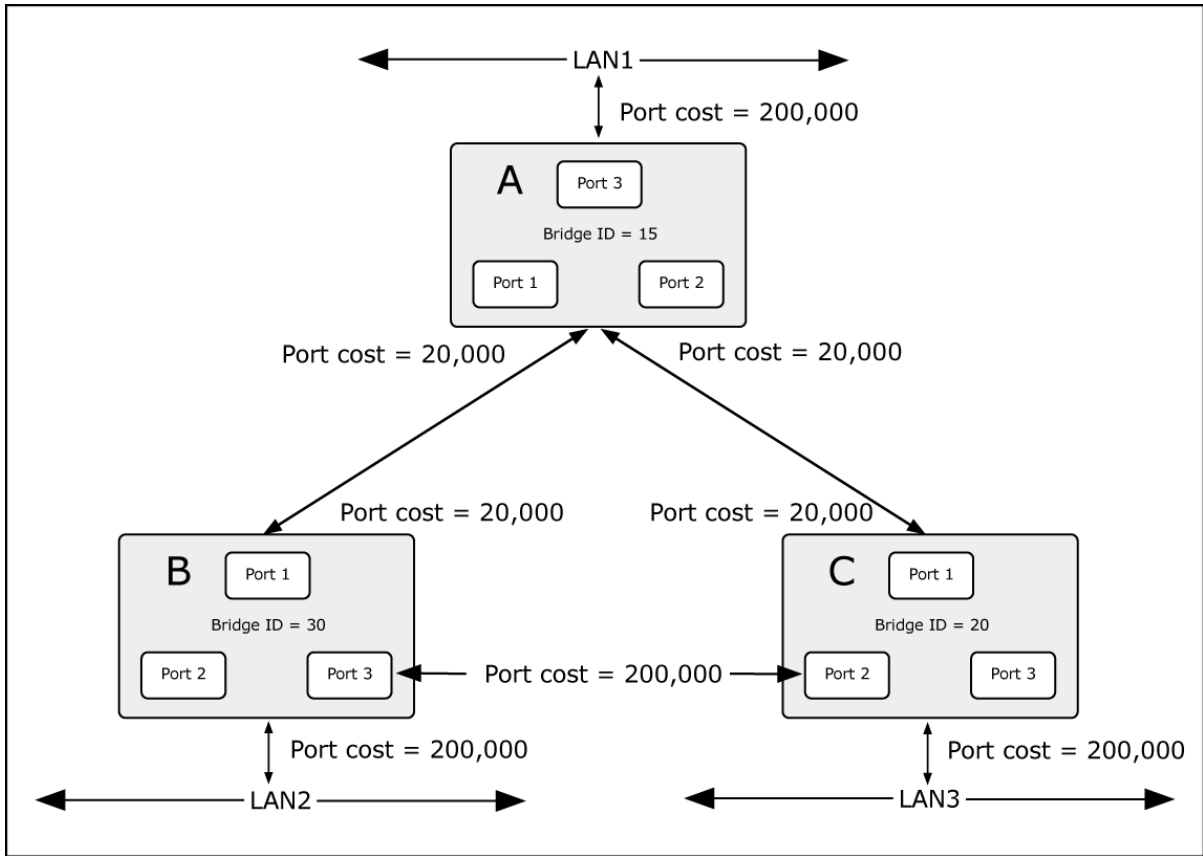 LAN1
Port cost = 200,000
A
Port 3
Bridge ID = 15
Port 1
Port 2
Port cost = 20,000
Port cost = 20,000
Port cost = 20,000
Port cost = 20,000
B
Port 1
Bridge ID = 30
Port 2
Port 3
C
Port 1
Bridge ID = 20
Port 2
Port 3
Port cost = 200,000
Port cost = 200,000
LAN2
Port cost = 200,000
LAN3